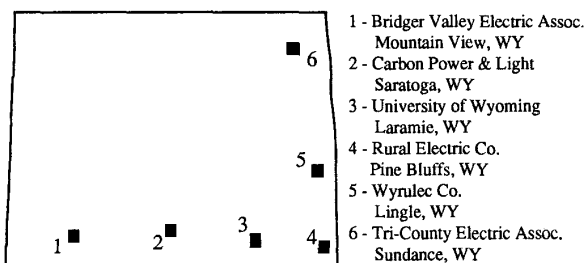 1 - Bridger Valley Electric Assoc.
Mountain View, WY
2 - Carbon Power & Light
Saratoga, WY
3 - University of Wyoming
Laramie, WY
4 - Rural Electric Co.
Pine Bluffs, WY
5 - Wyrulec Co.
Lingle, WY
6 - Tri-County Electric Assoc.
Sundance, WY
6
5
1
2
3
4